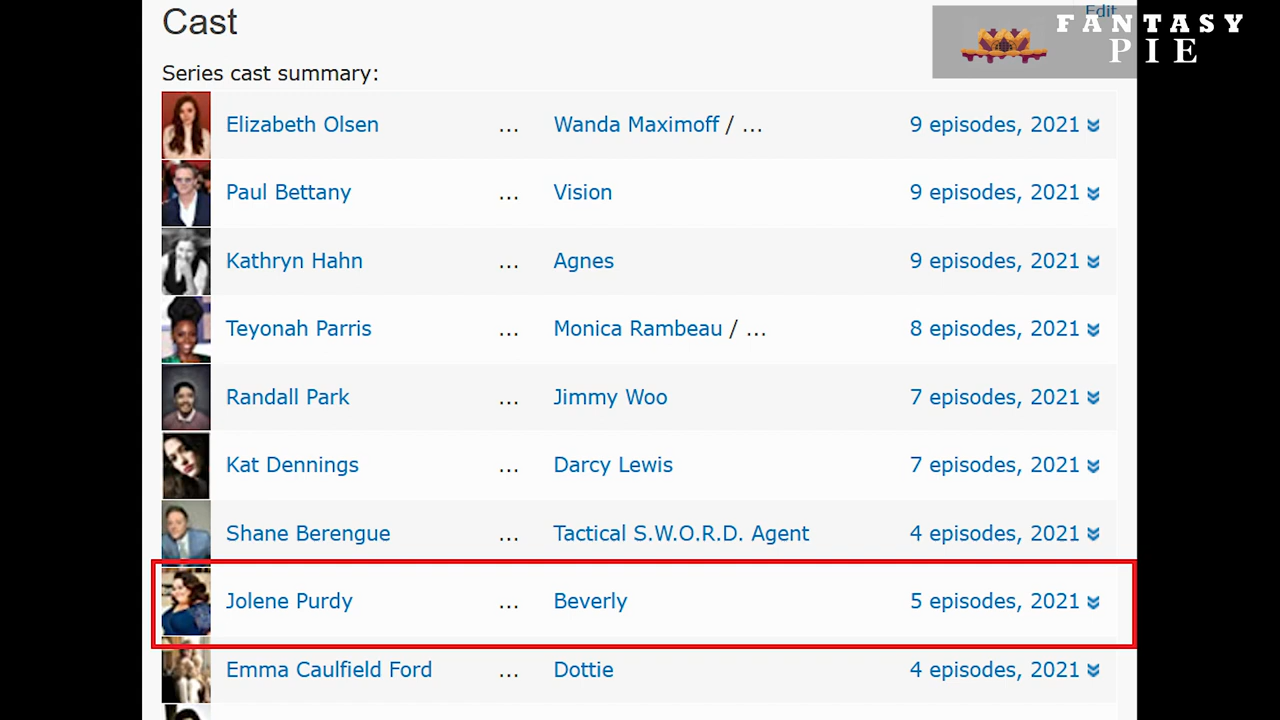 Cast
Edit
FANTASY
PIE
Series cast summary:
Elizabeth Olsen ... Wanda Maximoff / ... 9 episodes, 2021
Paul Bettany ... Vision 9 episodes, 2021
Kathryn Hahn ... Agnes 9 episodes, 2021
Teyonah Parris ... Monica Rambeau / ... 8 episodes, 2021
Randall Park ... Jimmy Woo 7 episodes, 2021
Kat Dennings ... Darcy Lewis 7 episodes, 2021
Shane Berengue ... Tactical S.W.O.R.D. Agent 4 episodes, 2021
Jolene Purdy ... Beverly 5 episodes, 2021
Emma Caulfield Ford ... Dottie 4 episodes, 2021